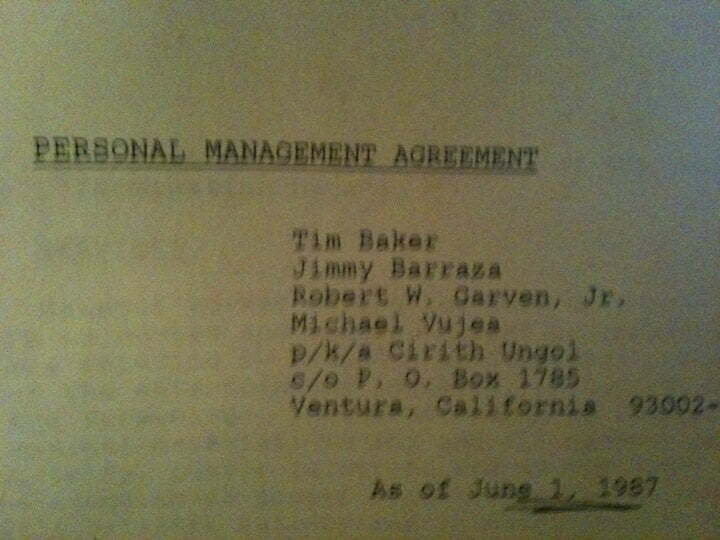 PERSONAL MANAGEMENT AGREEMENT
Tim Baker
Jimmy Barraza
Robert W. Garven, Jr.
Michael Vujea
p/k/a Cirith Ungol
c/o P. O. Box 1785
Ventura, California 93002-
As of June 1, 1987